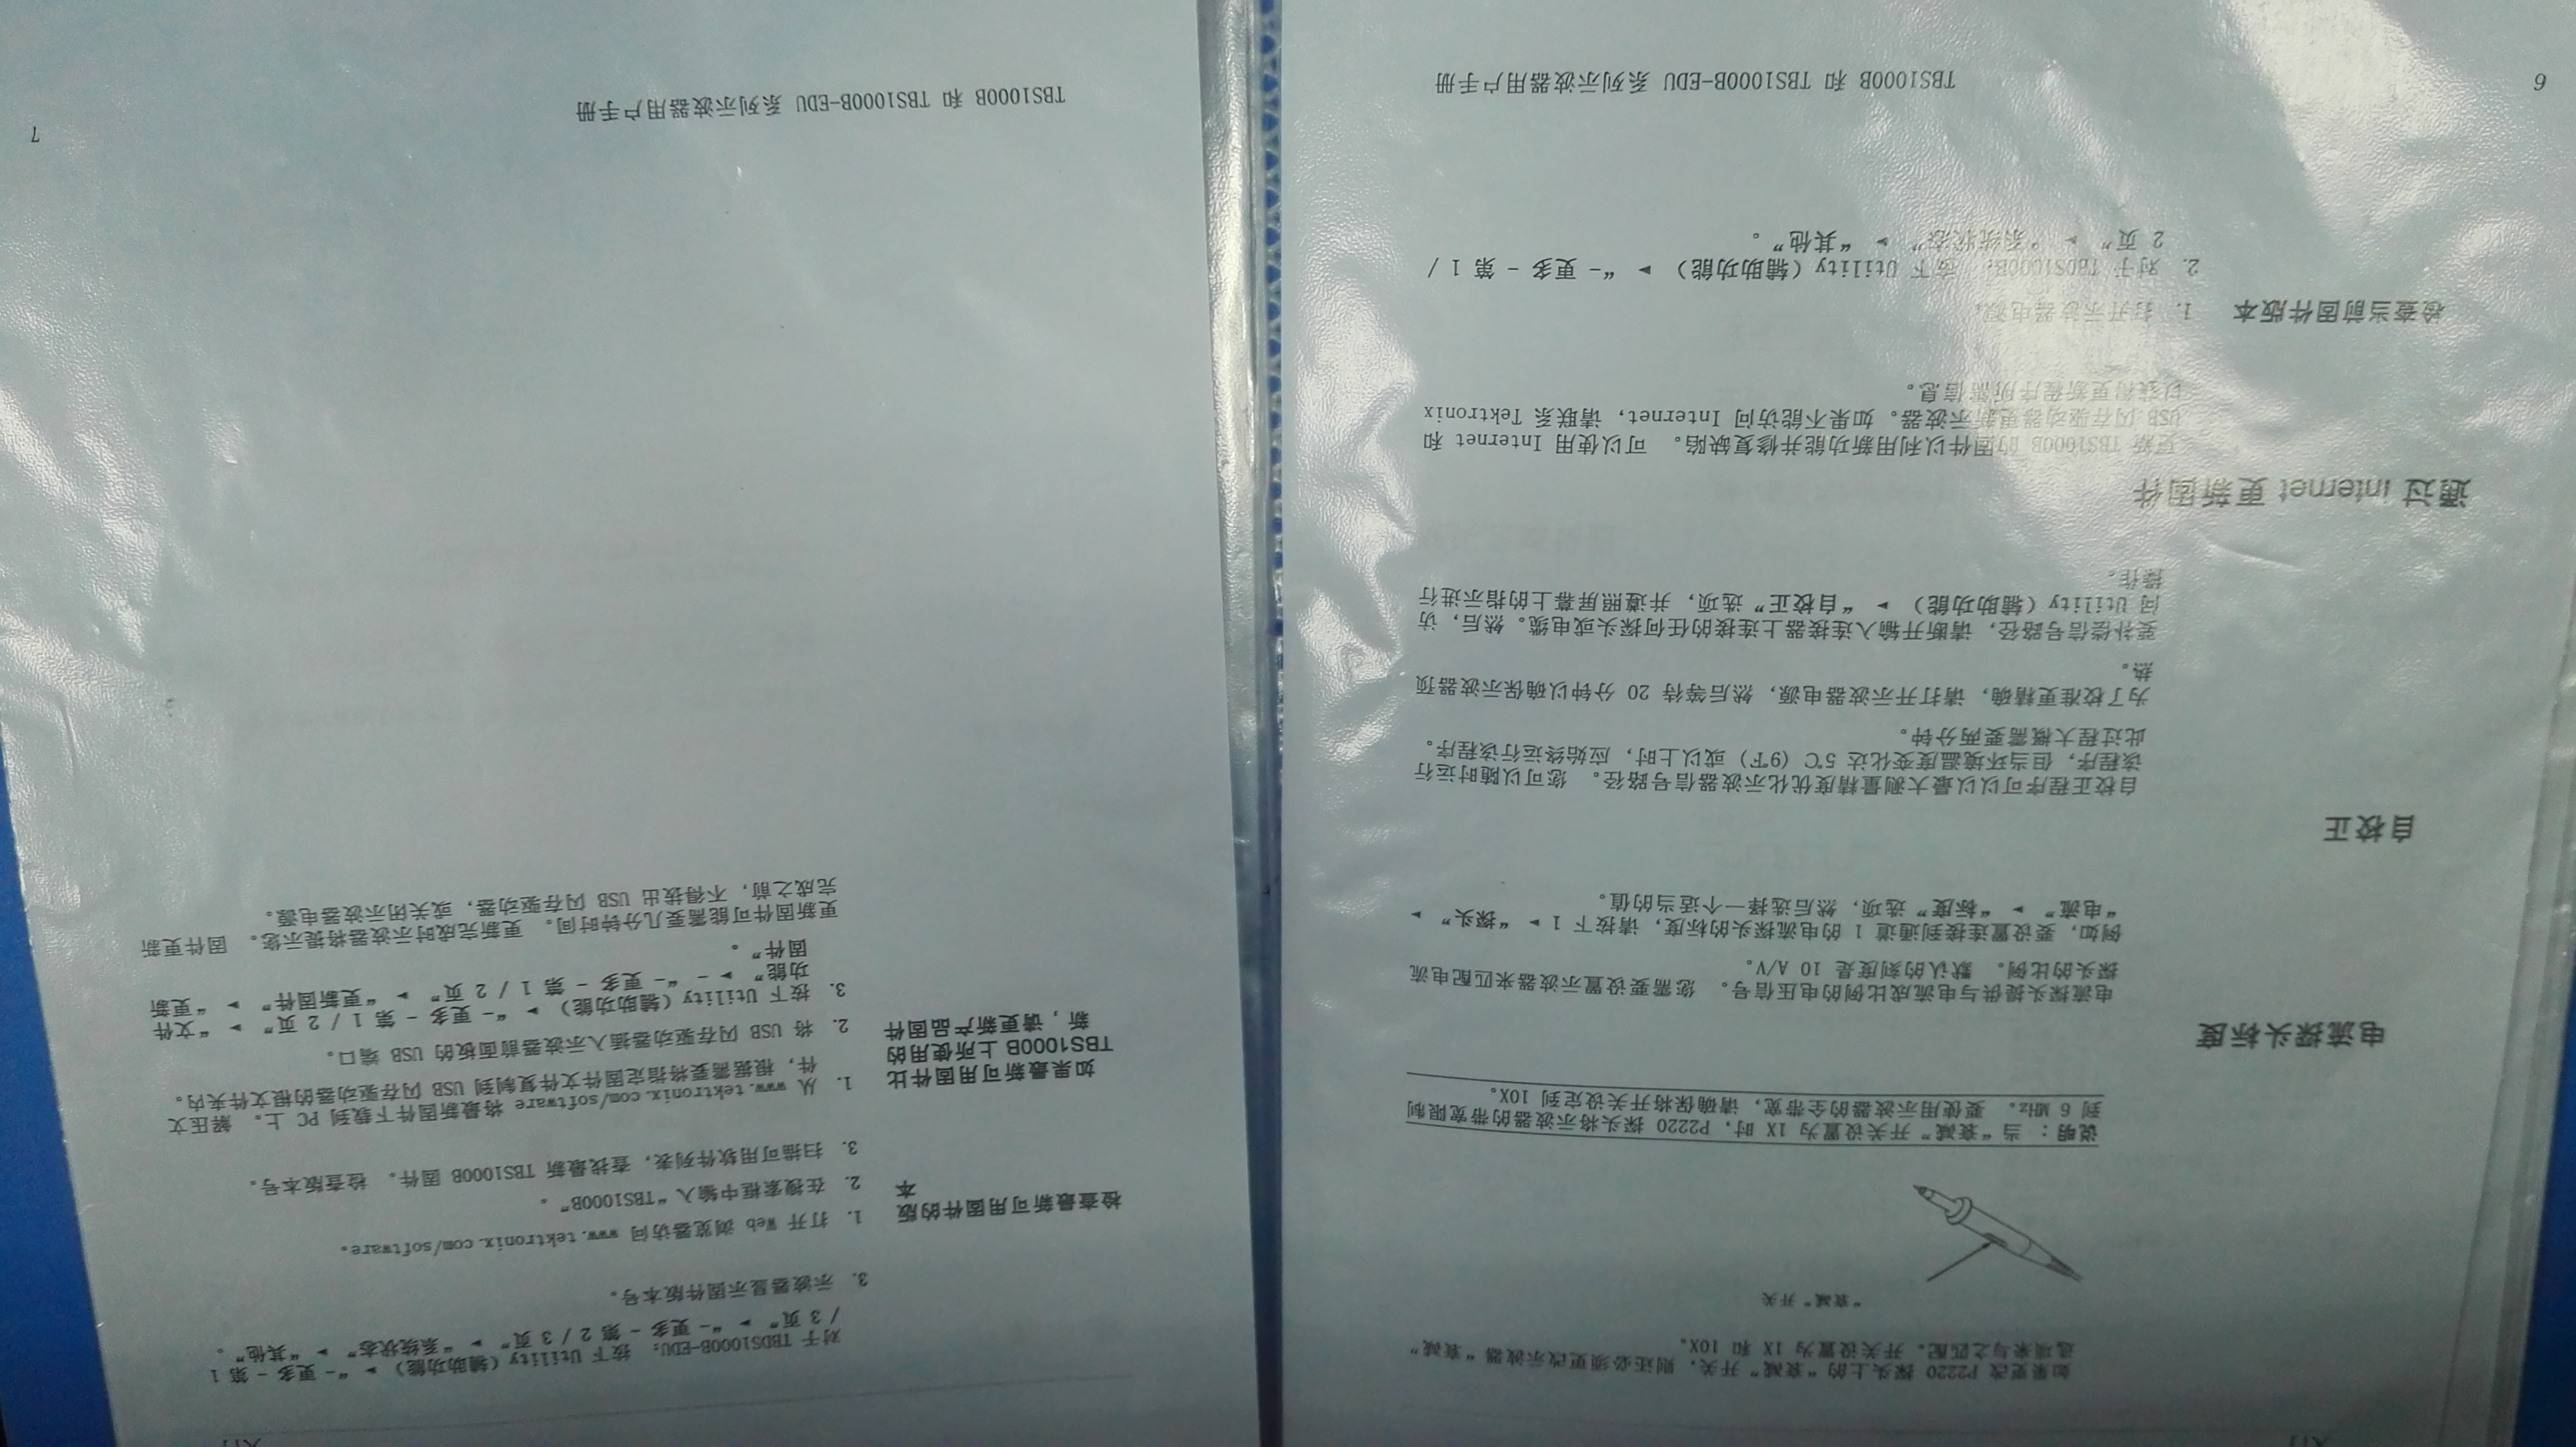 入门
如果更改 P2220 探头上的“衰减”开关，则还必须更改示波器“衰减”
选项来与之匹配。开关设置为 1X 和 10X。
“衰减”开关
说明： 当“衰减”开关设置为 1X 时，P2220 探头将示波器的带宽限制
到 6 MHz。 要使用示波器的全带宽，请确保将开关设定到 10X。
电流探头标度
电流探头提供与电流成比例的电压信号。 您需要设置示波器来匹配电流
探头的比例。 默认的刻度是 10 A/V。
例如，要设置连接到通道 1 的电流探头的标度，请按下 1 ► “探头” ►
“电流” ► “标度”选项，然后选择一个适当的值。
自校正
自校正程序可以以最大测量精度优化示波器信号路径。 您可以随时运行
该程序，但当环境温度变化达 5℃ (9℉) 或以上时，应始终运行该程序。
此过程大概需要两分钟。
为了校准更精确，请打开示波器电源，然后等待 20 分钟以确保示波器预
热。
要补偿信号路径，请断开输入连接器上连接的任何探头或电缆。然后，访
问 Utility（辅助功能） ► “自校正”选项，并遵照屏幕上的指示进行
操作。
通过 Internet 更新固件
更新 TBS1000B 的固件以利用新功能并修复缺陷。 可以使用 Internet 和
USB 闪存驱动器更新示波器。如果不能访问 Internet，请联系 Tektronix
以获得更新程序所需信息。
检查当前固件版本
1. 打开示波器电源。
2. 对于 TBDS1000B: 按下 Utility（辅助功能） ► “- 更多 - 第 1 /
2 页” ► “系统状态” ► “其他”。
6
TBS1000B 和 TBS1000B-EDU 系列示波器用户手册
入门
对于 TBDS1000B-EDU: 按下 Utility（辅助功能） ► “- 更多 - 第 1
/ 3 页” ► “- 更多 - 第 2 / 3 页” ► “系统状态” ► “其他”。
3. 示波器显示固件版本号。
检查最新可用固件的版
本
1. 打开 Web 浏览器访问 www.tektronix.com/software。
2. 在搜索框中输入“TBS1000B”。
3. 扫描可用软件列表，查找最新 TBS1000B 固件。 检查版本号。
如果最新可用固件比
TBS1000B 上所使用的
新，请更新产品固件
1. 从 www.tektronix.com/software 将最新固件下载到 PC 上。 解压文
件，根据需要将指定固件文件复制到 USB 闪存驱动器的根文件夹内。
2. 将 USB 闪存驱动器插入示波器前面板的 USB 端口。
3. 按下 Utility（辅助功能） ► “- 更多 - 第 1 / 2 页” ► “文件
功能” ► - “- 更多 - 第 1 / 2 页” ► “更新固件” ► “更新
固件”。
更新固件可能需要几分钟时间。 更新完成时示波器将提示您。 固件更新
完成之前，不得拔出 USB 闪存驱动器，或关闭示波器电源。
TBS1000B 和 TBS1000B-EDU 系列示波器用户手册
7